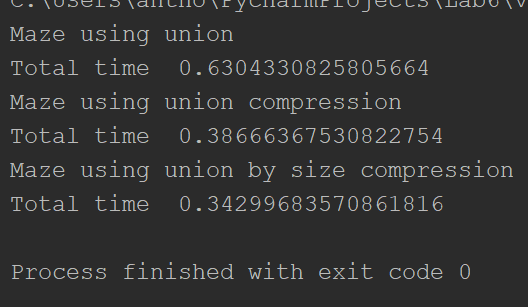 C:\Users\antho\PycharmProjects\Lab6\v
Maze using union
Total time  0.6304330825805664
Maze using union compression
Total time  0.38666367530822754
Maze using union by size compression
Total time  0.34299683570861816
Process finished with exit code 0